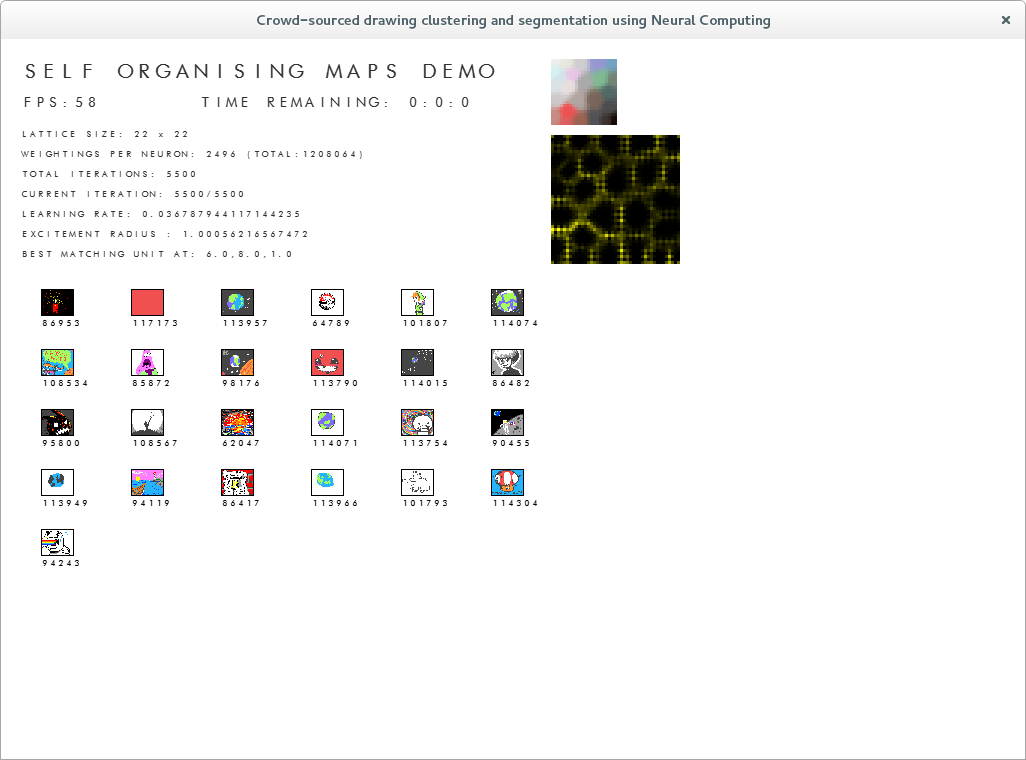 Crowd-sourced drawing clustering and segmentation using Neural Computing
SELF ORGANISING MAPS DEMO
FPS:58 TIME REMAINING: 0:0:0
LATTICE SIZE: 22 x 22
WEIGHTINGS PER NEURON: 2496 (TOTAL:1208064)
TOTAL ITERATIONS: 5500
CURRENT ITERATION: 5500/5500
LEARNING RATE: 0.036787944117144235
EXCITEMENT RADIUS : 1.00056216567472
BEST MATCHING UNIT AT: 6.0,8.0,1.0
86953 117173 113957 64789 101807 114074
108534 85872 98176 113790 114015 86482
95800 108567 62047 114071 113754 90455
113949 94119 86417 113966 101793 114304
94243